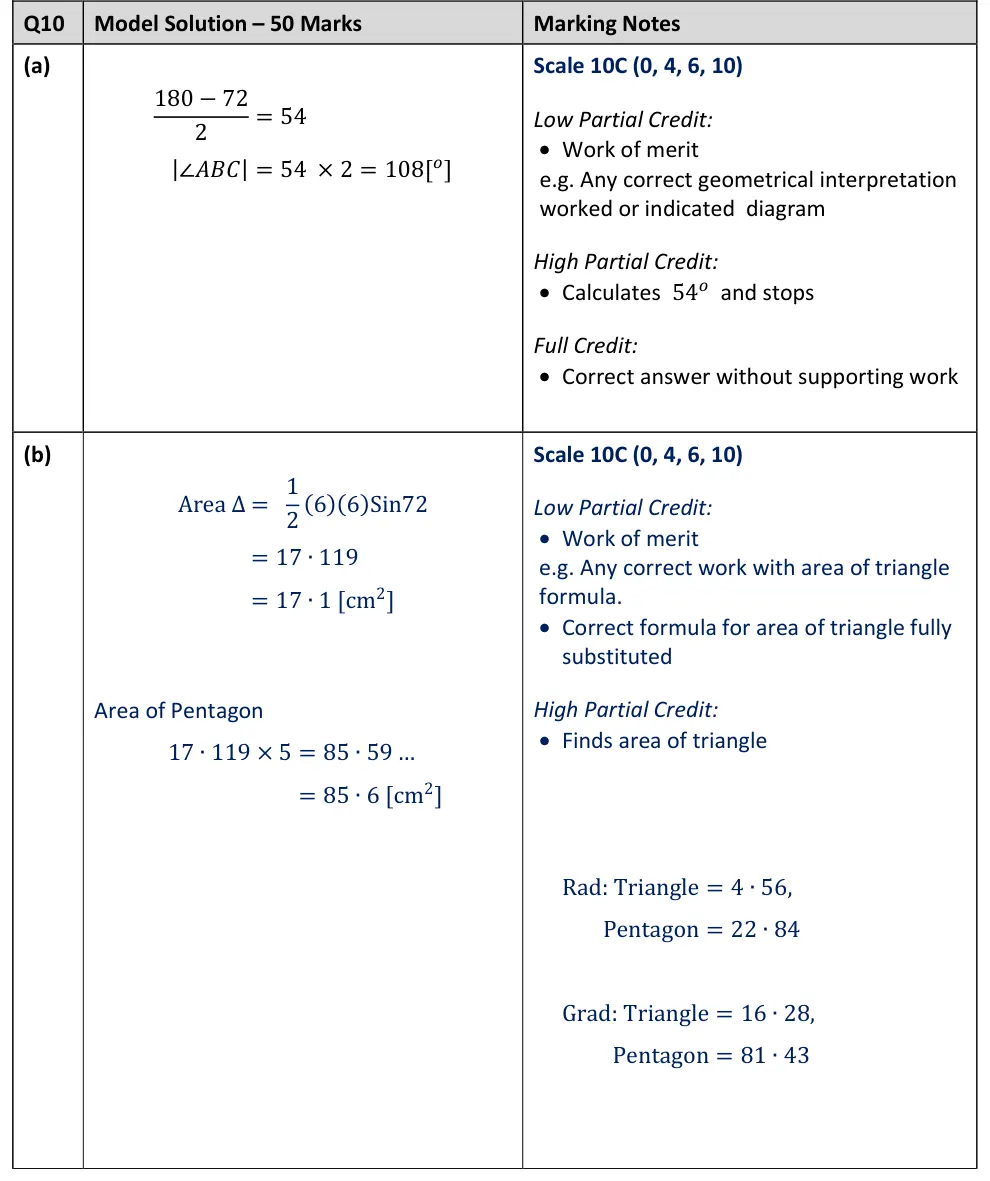 Q10 Model Solution – 50 Marks Marking Notes
(a)
180 − 72
2
= 54
|∠ABC| = 54 × 2 = 108[°]
Scale 10C (0, 4, 6, 10)
Low Partial Credit:
• Work of merit
e.g. Any correct geometrical interpretation
worked or indicated diagram
High Partial Credit:
• Calculates 54° and stops
Full Credit:
• Correct answer without supporting work
(b)
Area Δ = 1/2 (6)(6)Sin72
= 17 · 119
= 17 · 1 [cm²]
Area of Pentagon
17 · 119 × 5 = 85 · 59 …
= 85 · 6 [cm²]
Scale 10C (0, 4, 6, 10)
Low Partial Credit:
• Work of merit
e.g. Any correct work with area of triangle
formula.
• Correct formula for area of triangle fully
substituted
High Partial Credit:
• Finds area of triangle
Rad: Triangle = 4 · 56,
Pentagon = 22 · 84
Grad: Triangle = 16 · 28,
Pentagon = 81 · 43